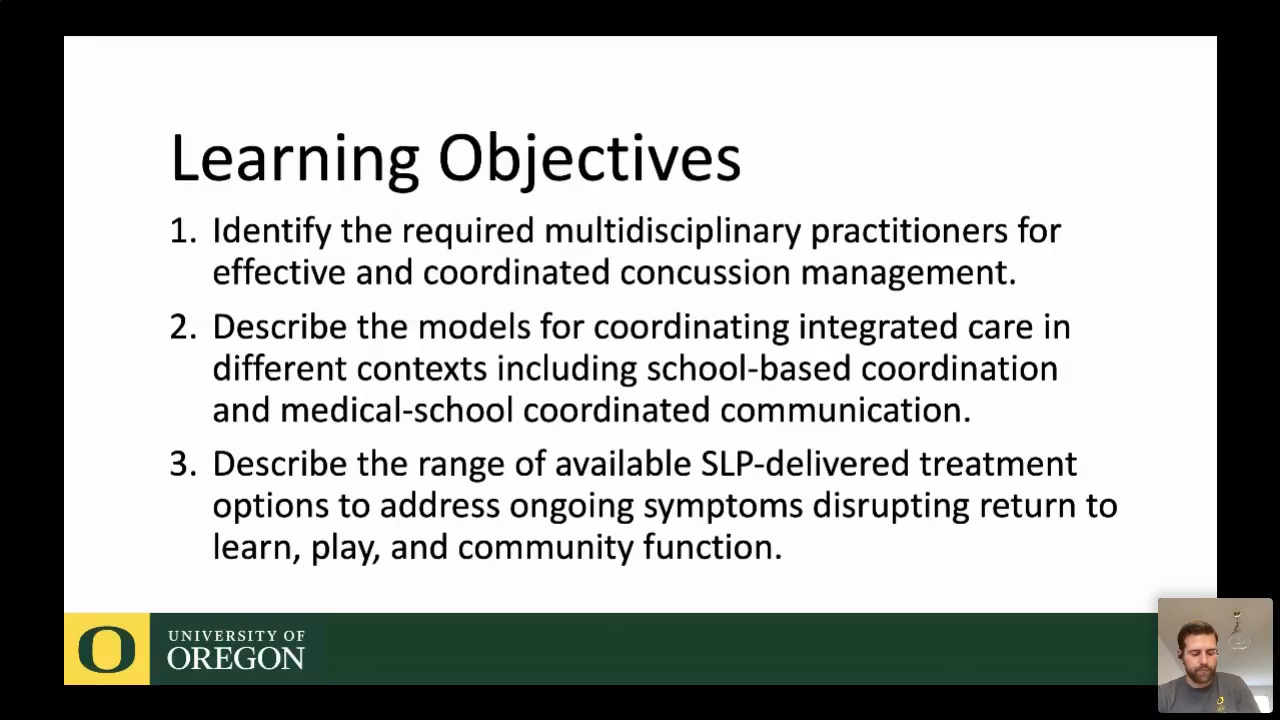 Learning Objectives
1. Identify the required multidisciplinary practitioners for
effective and coordinated concussion management.
2. Describe the models for coordinating integrated care in
different contexts including school-based coordination
and medical-school coordinated communication.
3. Describe the range of available SLP-delivered treatment
options to address ongoing symptoms disrupting return to
learn, play, and community function.
O
UNIVERSITY OF
OREGON